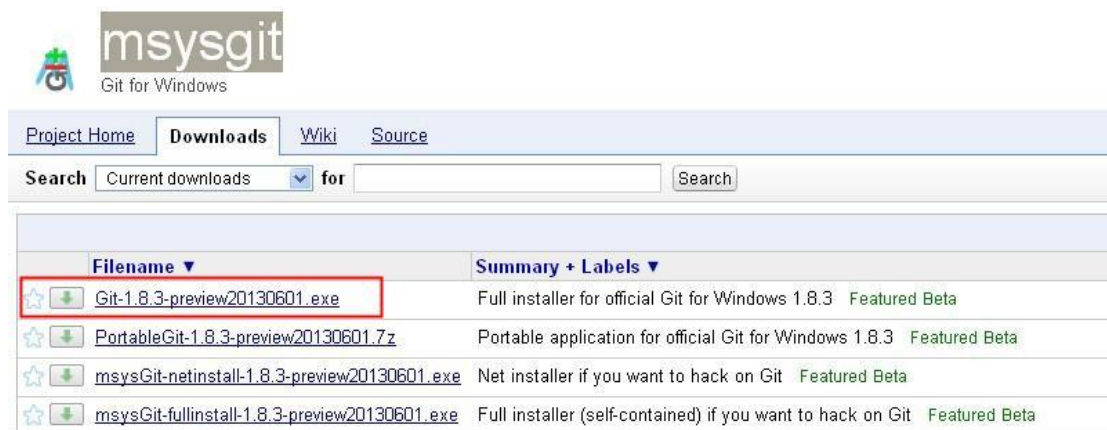 msysgit
Git for Windows
Project Home Downloads Wiki Source
Search Current downloads for Search
Filename ▼ Summary + Labels ▼
Git-1.8.3-preview20130601.exe Full installer for official Git for Windows 1.8.3 Featured Beta
PortableGit-1.8.3-preview20130601.7z Portable application for official Git for Windows 1.8.3 Featured Beta
msysGit-netinstall-1.8.3-preview20130601.exe Net installer if you want to hack on Git Featured Beta
msysGit-fullinstall-1.8.3-preview20130601.exe Full installer (self-contained) if you want to hack on Git Featured Beta